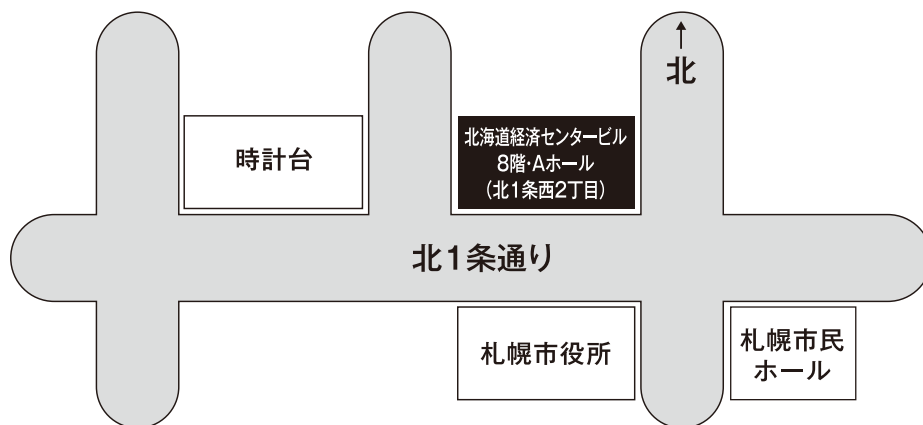 ↑
北
時計台
北海道経済センタービル
8階・Aホール
（北1条西2丁目）
北1条通り
札幌市役所
札幌市民
ホール